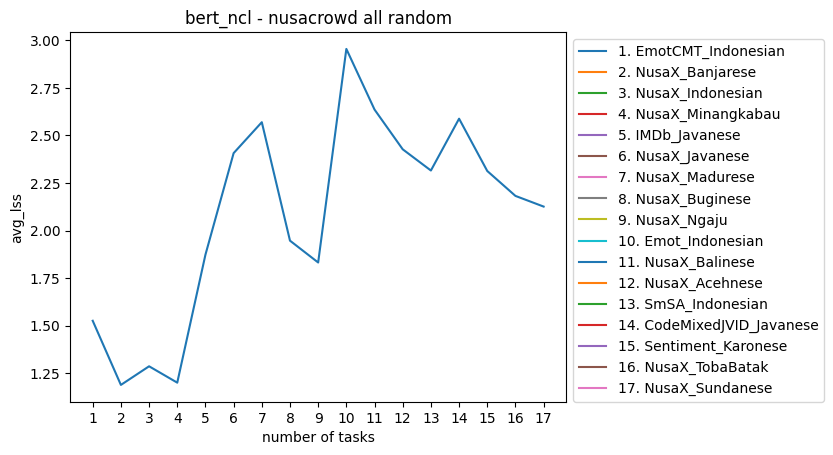 bert_ncl - nusacrowd all random
3.00
2.75
2.50
2.25
2.00
1.75
1.50
1.25
avg_lss
1 2 3 4 5 6 7 8 9 10 11 12 13 14 15 16 17
number of tasks
1. EmotCMT_Indonesian
2. NusaX_Banjarese
3. NusaX_Indonesian
4. NusaX_Minangkabau
5. IMDb_Javanese
6. NusaX_Javanese
7. NusaX_Madurese
8. NusaX_Buginese
9. NusaX_Ngaju
10. Emot_Indonesian
11. NusaX_Balinese
12. NusaX_Acehnese
13. SmSA_Indonesian
14. CodeMixedJVID_Javanese
15. Sentiment_Karonese
16. NusaX_TobaBatak
17. NusaX_Sundanese